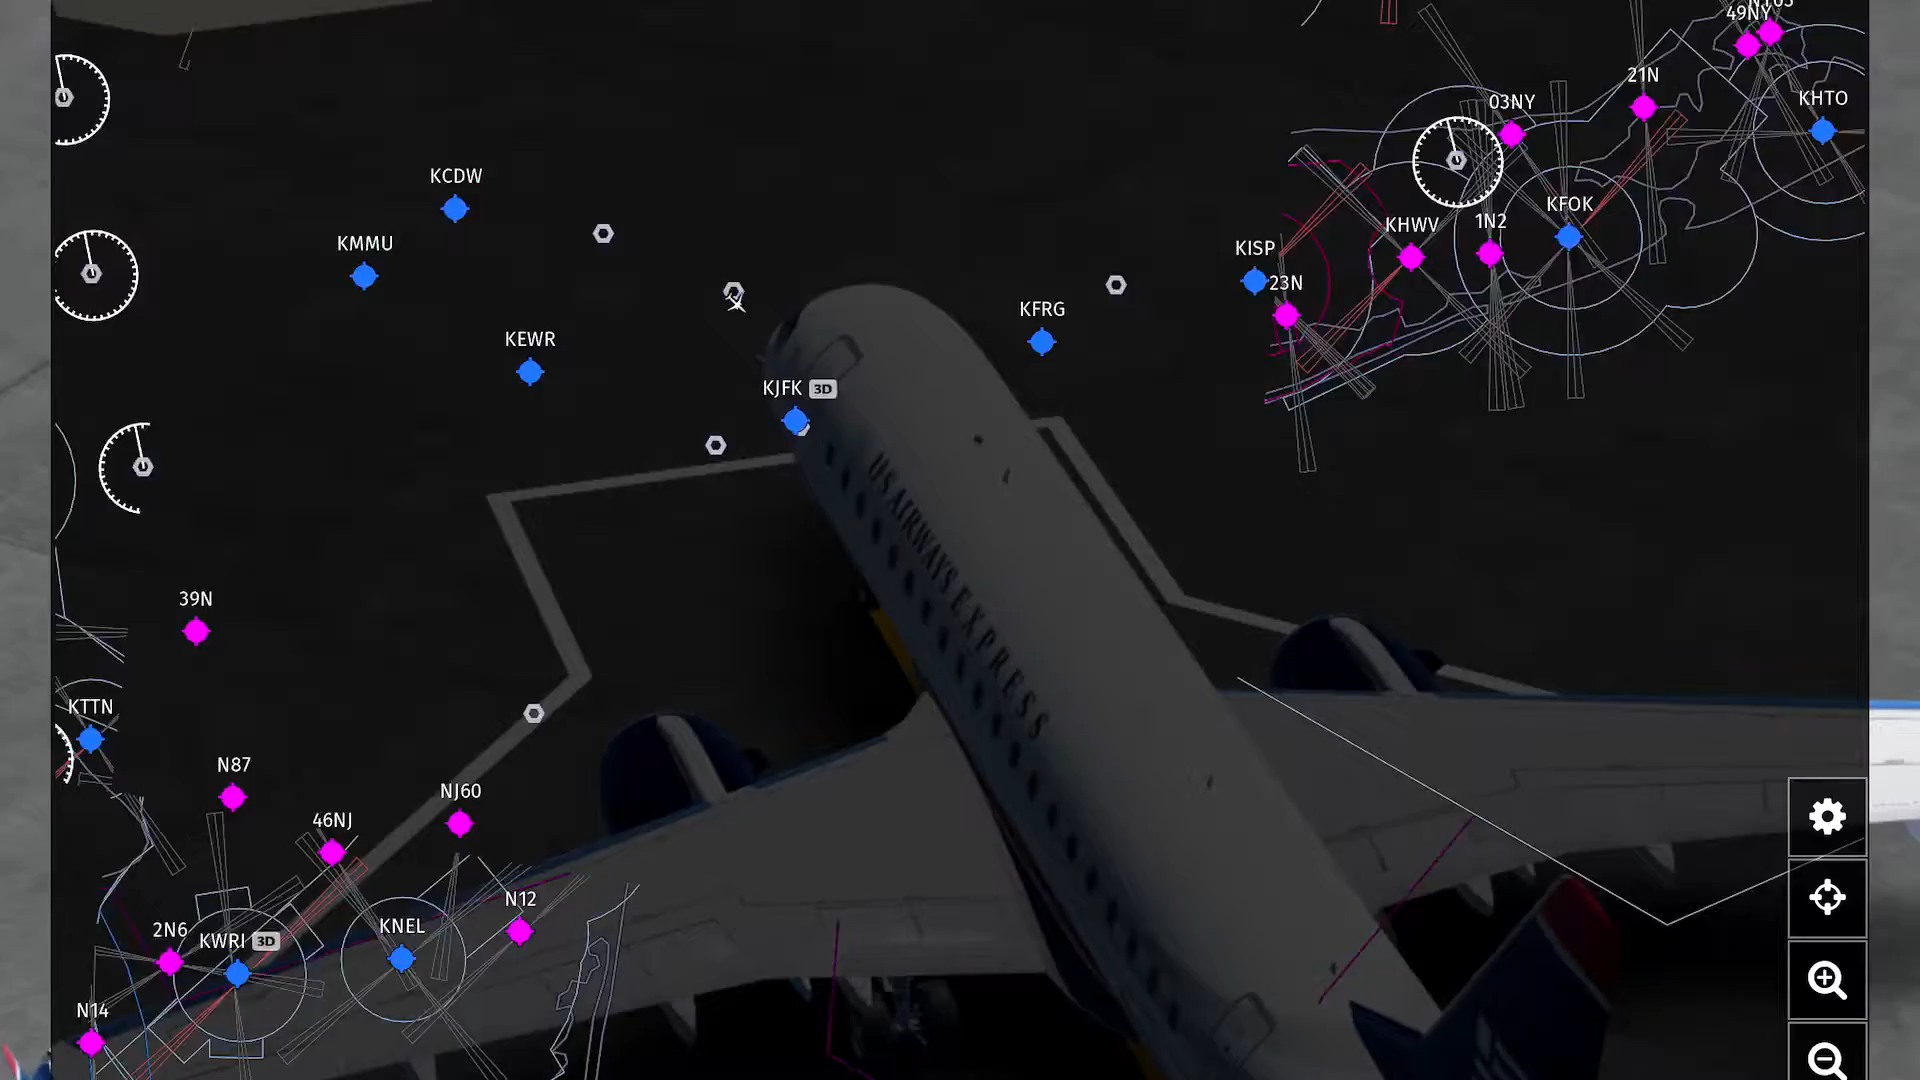 49NY
21N
KHTO
03NY
KCDW
KFOK
1N2
KHWV
KMMU
KISP
23N
KFRG
KEWR
KJFK 3D
US AIRWAYS EXPRESS
39N
KTTN
N87
NJ60
46NJ
N12
KNEL
2N6
KWRI 3D
N14